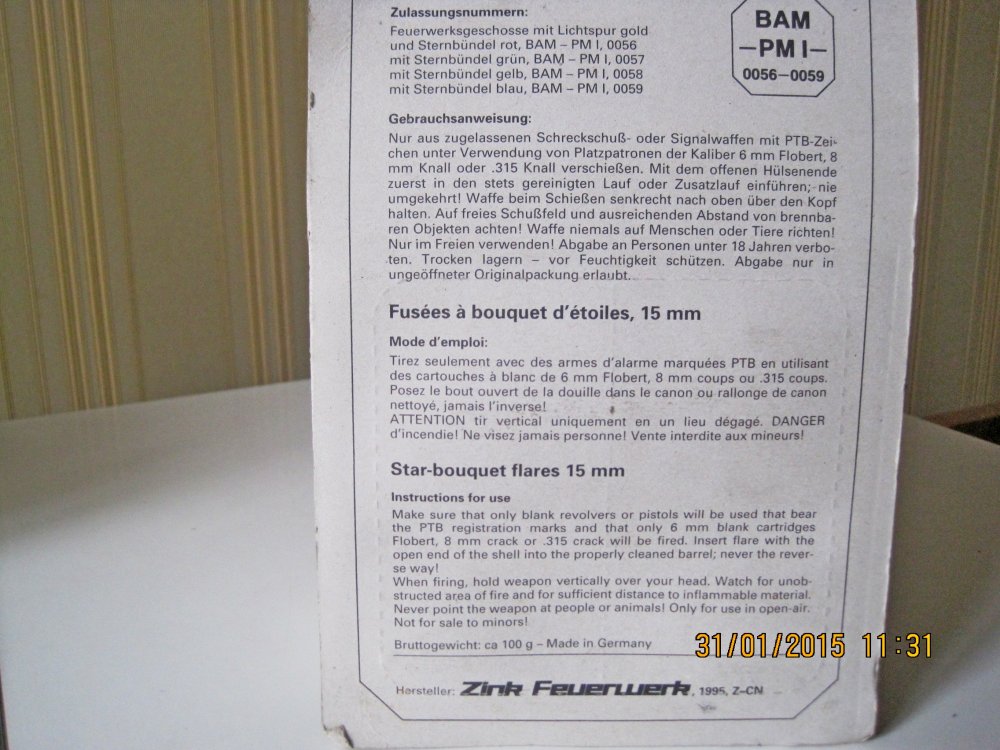 Zulassungsnummern:
Feuerwerksgeschosse mit Lichtspur gold
und Sternbündel rot, BAM – PM I, 0056
mit Sternbündel grün, BAM – PM I, 0057
mit Sternbündel gelb, BAM – PM I, 0058
mit Sternbündel blau, BAM – PM I, 0059
BAM
–PM I–
0056–0059
Gebrauchsanweisung:
Nur aus zugelassenen Schreckschuß- oder Signalwaffen mit PTB-Zei-
chen unter Verwendung von Platzpatronen der Kaliber 6 mm Flobert, 8
mm Knall oder .315 Knall verschießen. Mit dem offenen Hülsenende
zuerst in den stets gereinigten Lauf oder Zusatzlauf einführen; nie
umgekehrt! Waffe beim Schießen senkrecht nach oben über den Kopf
halten. Auf freies Schußfeld und ausreichenden Abstand von brennba-
ren Objekten achten! Waffe niemals auf Menschen oder Tiere richten!
Nur im Freien verwenden! Abgabe an Personen unter 18 Jahren verbo-
ten. Trocken lagern – vor Feuchtigkeit schützen. Abgabe nur in
ungeöffneter Originalpackung erlaubt.
Fusées à bouquet d'étoiles, 15 mm
Mode d'emploi:
Tirez seulement avec des armes d'alarme marquées PTB en utilisant
des cartouches à blanc de 6 mm Flobert, 8 mm coups ou .315 coups.
Posez le bout ouvert de la douille dans le canon ou rallonge de canon
nettoyé, jamais l'inverse!
ATTENTION tir vertical uniquement en un lieu dégagé. DANGER
d'incendie! Ne visez jamais personne! Vente interdite aux mineurs!
Star-bouquet flares 15 mm
Instructions for use
Make sure that only blank revolvers or pistols will be used that bear
the PTB registration marks and that only 6 mm blank cartridges
Flobert, 8 mm crack or .315 crack will be fired. Insert flare with the
open end of the shell into the properly cleaned barrel; never the rever-
se way!
When firing, hold weapon vertically over your head. Watch for unob-
structed area of fire and for sufficient distance to inflammable material.
Never point the weapon at people or animals! Only for use in open-air.
Not for sale to minors!
Bruttogewicht: ca 100 g – Made in Germany
Hersteller: Zink Feuerwerk, 1995, Z-CN
31/01/2015 11:31